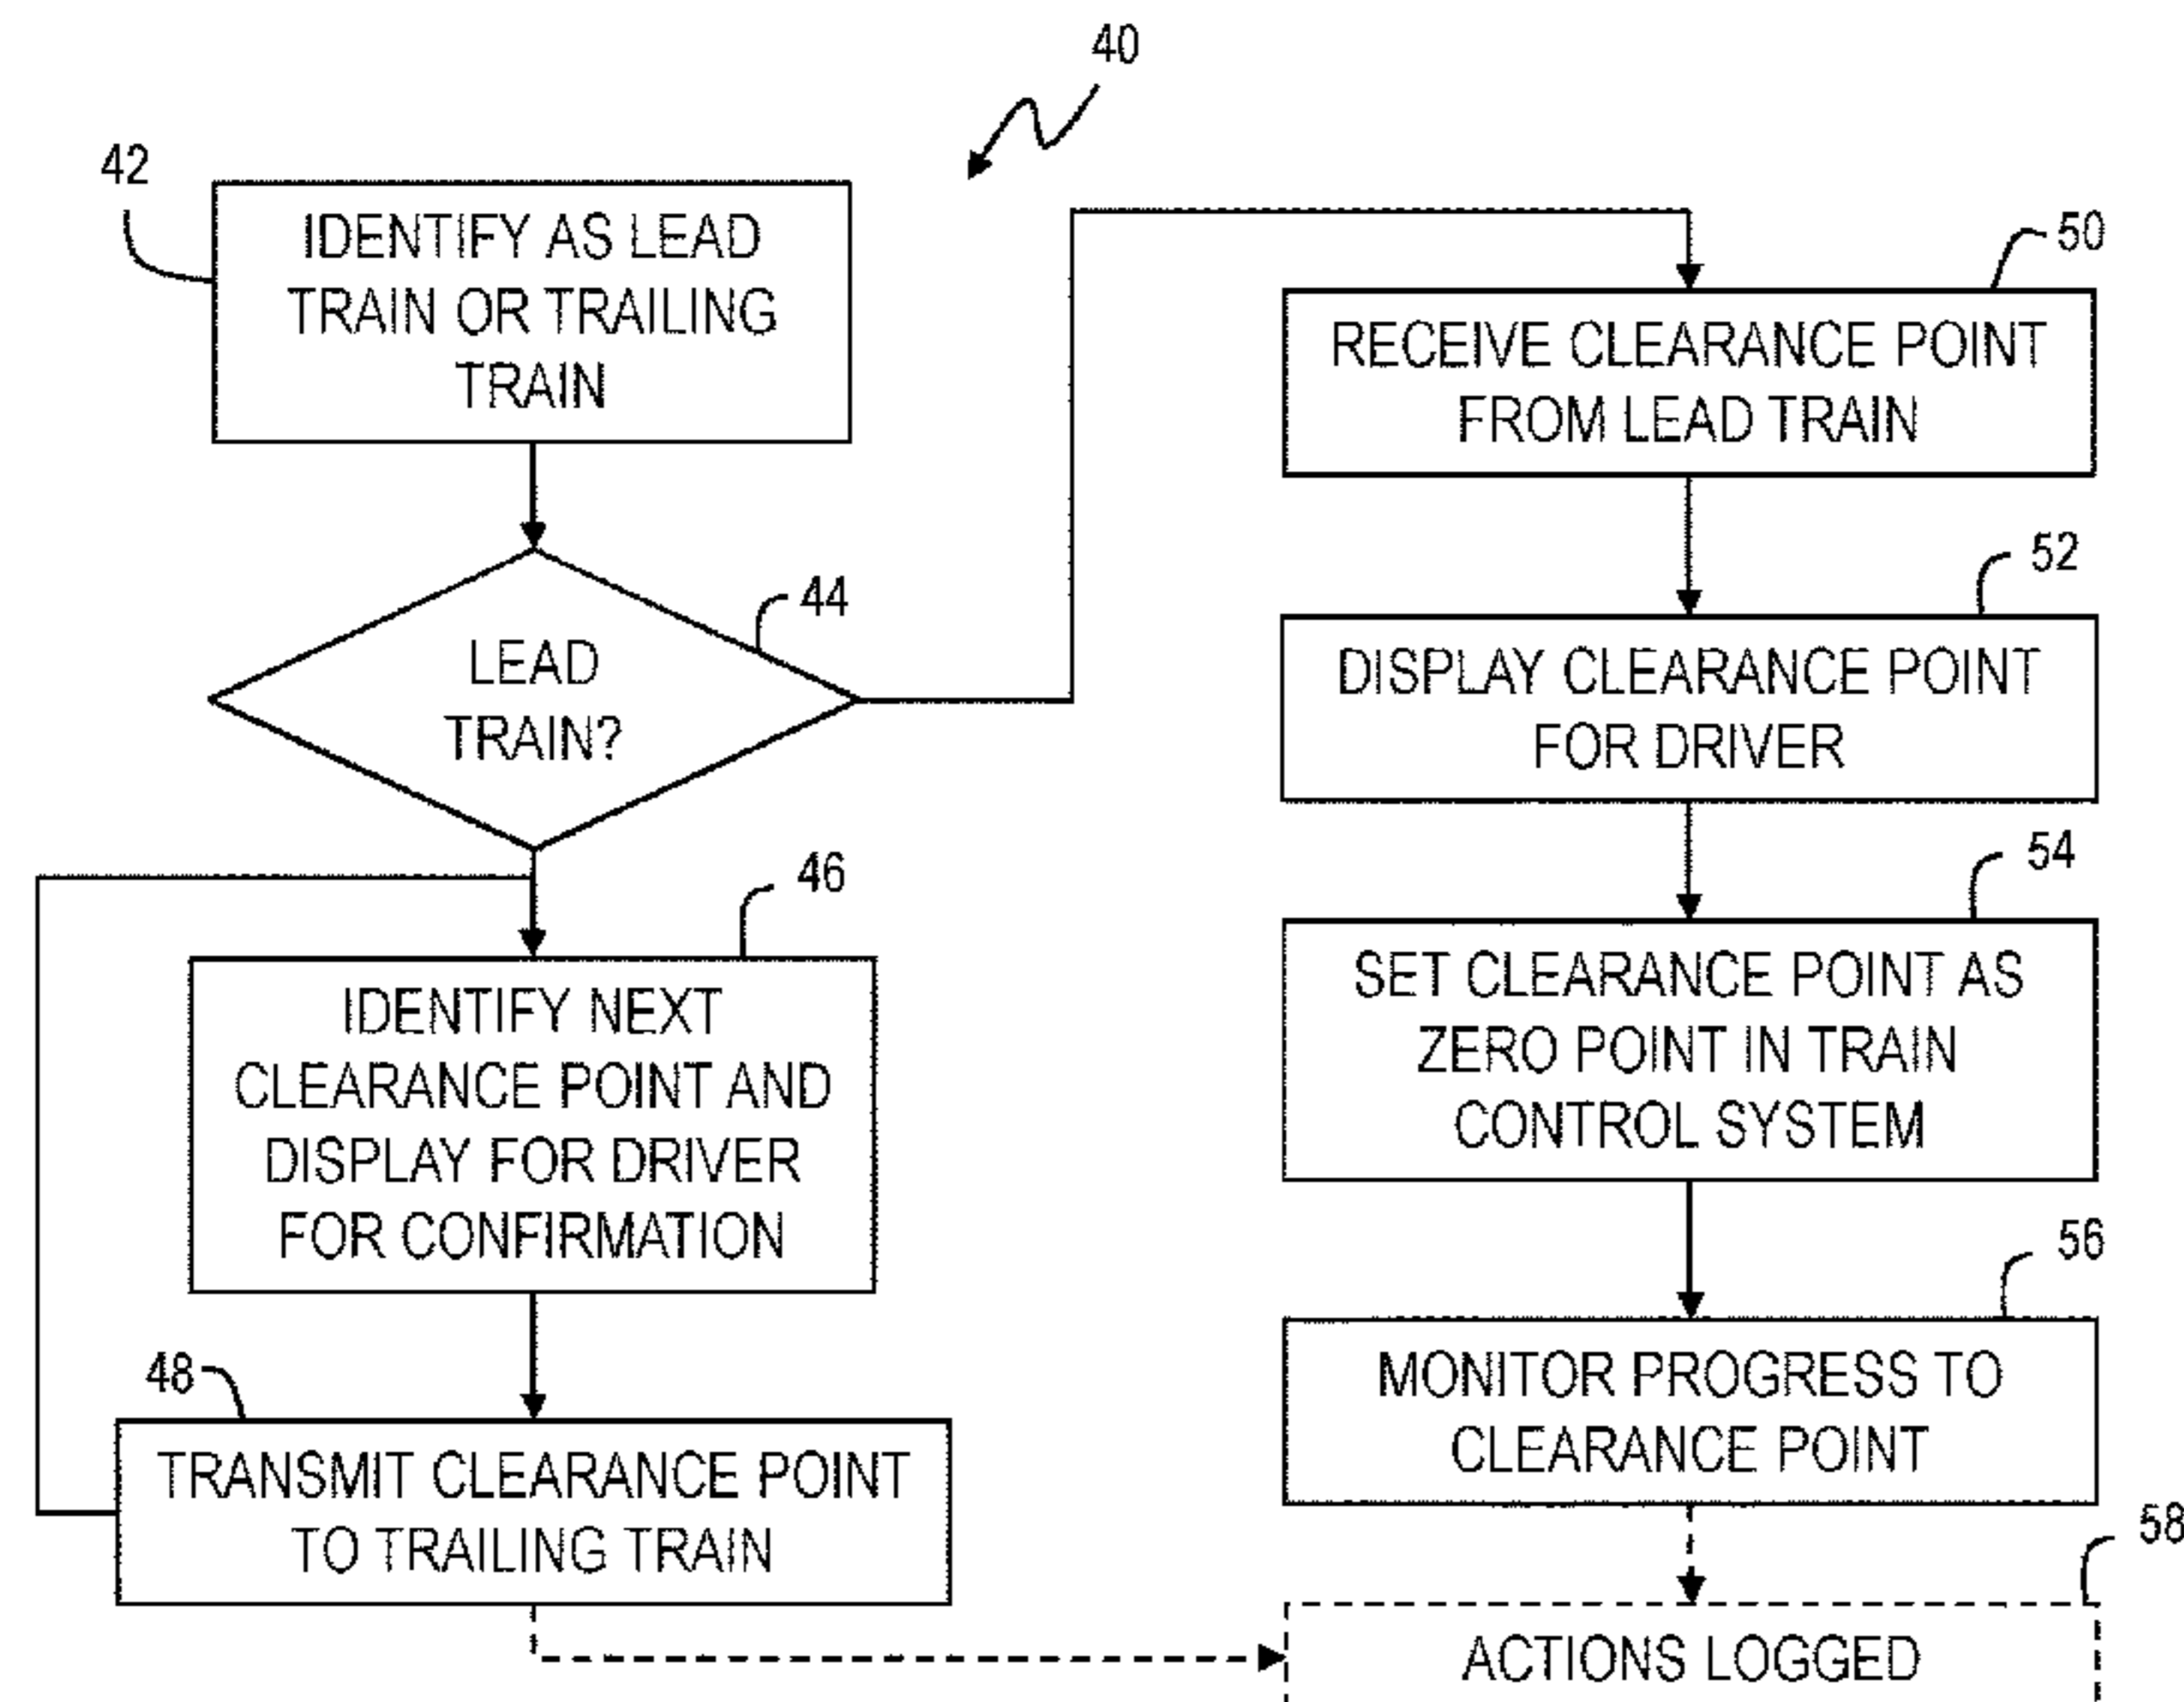 40
42
IDENTIFY AS LEAD
TRAIN OR TRAILING
TRAIN
44
LEAD
TRAIN?
46
IDENTIFY NEXT
CLEARANCE POINT AND
DISPLAY FOR DRIVER
FOR CONFIRMATION
48
TRANSMIT CLEARANCE POINT
TO TRAILING TRAIN
50
RECEIVE CLEARANCE POINT
FROM LEAD TRAIN
52
DISPLAY CLEARANCE POINT
FOR DRIVER
54
SET CLEARANCE POINT AS
ZERO POINT IN TRAIN
CONTROL SYSTEM
56
MONITOR PROGRESS TO
CLEARANCE POINT
58
ACTIONS LOGGED